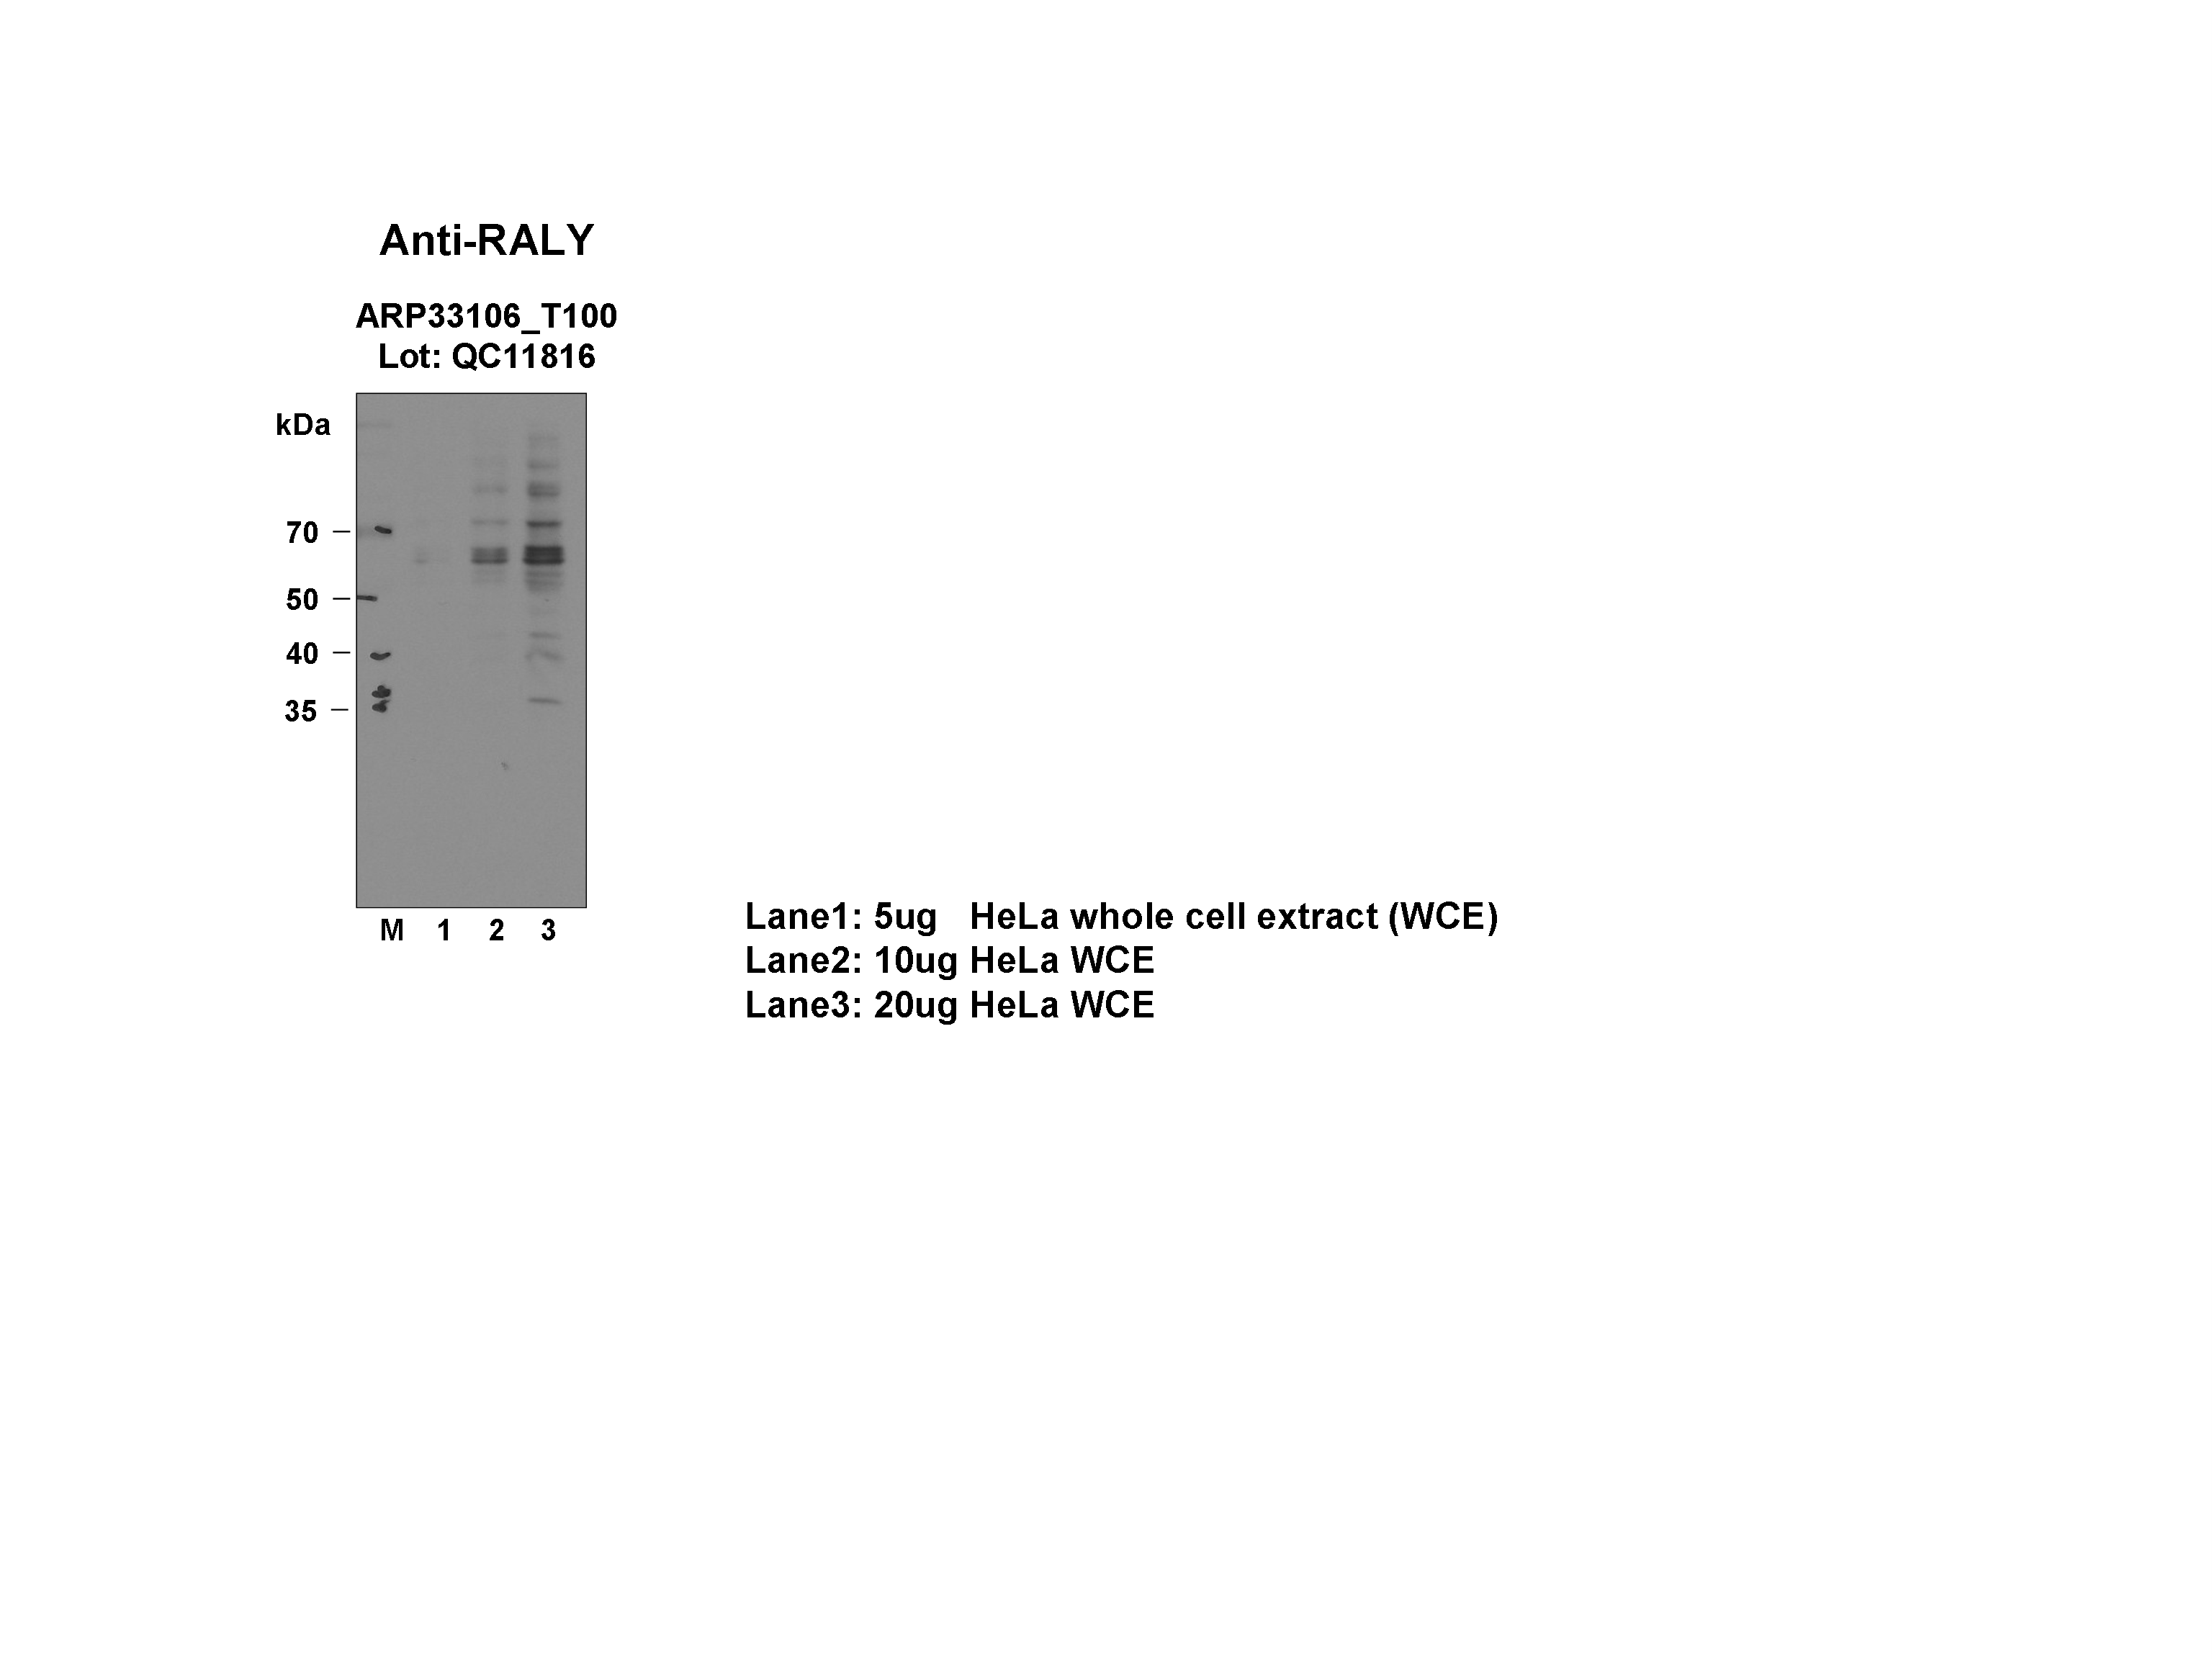 Anti-RALY
ARP33106_T100
Lot: QC11816
kDa
70
50
40
35
M 1 2 3
Lane1: 5ug HeLa whole cell extract (WCE)
Lane2: 10ug HeLa WCE
Lane3: 20ug HeLa WCE